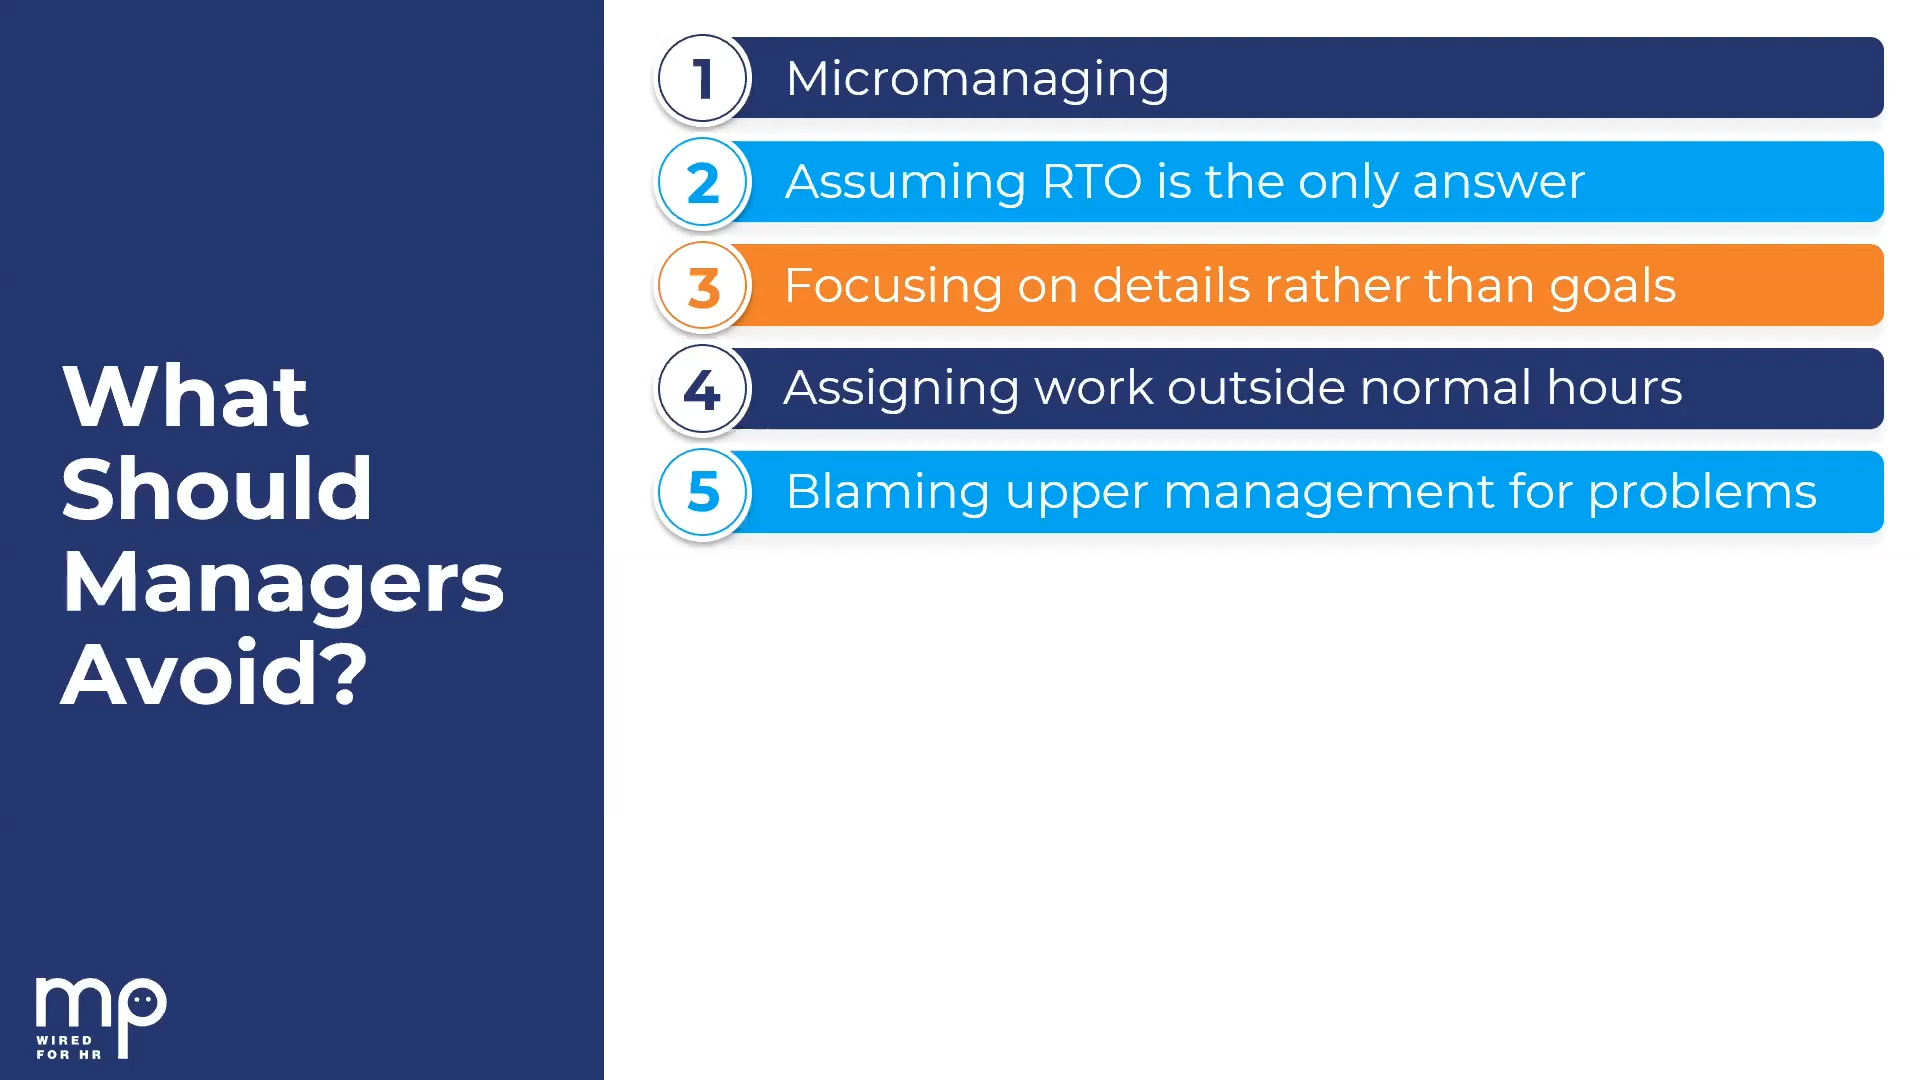 What
Should
Managers
Avoid?
1 Micromanaging
2 Assuming RTO is the only answer
3 Focusing on details rather than goals
4 Assigning work outside normal hours
5 Blaming upper management for problems
mp
WIRED
FOR HR